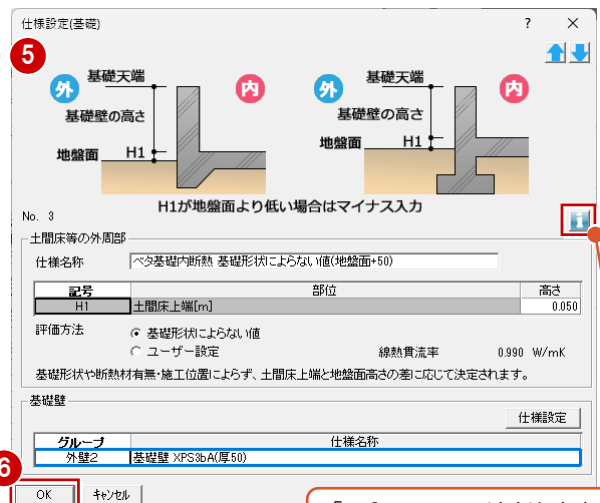 仕様設定(基礎)
?
×
5
外
基礎天端
内
基礎壁の高さ
地盤面
H1
外
基礎天端
内
基礎壁の高さ
地盤面
H1
H1が地盤面より低い場合はマイナス入力
No. 3
i
土間床等の外周部
仕様名称
ベタ基礎内断熱 基礎形状によらない値(地盤面+50)
記号 部位 高さ
H1 土間床上端[m] 0.050
評価方法
基礎形状によらない値
ユーザー設定 線熱貫流率 0.990 W/mK
基礎形状や断熱材有無・施工位置によらず、土間床上端と地盤面高さの差に応じて決定されます。
基礎壁
仕様設定
グループ 仕様名称
外壁2 基礎壁 XPS3bA(厚50)
6
OK キャンセル